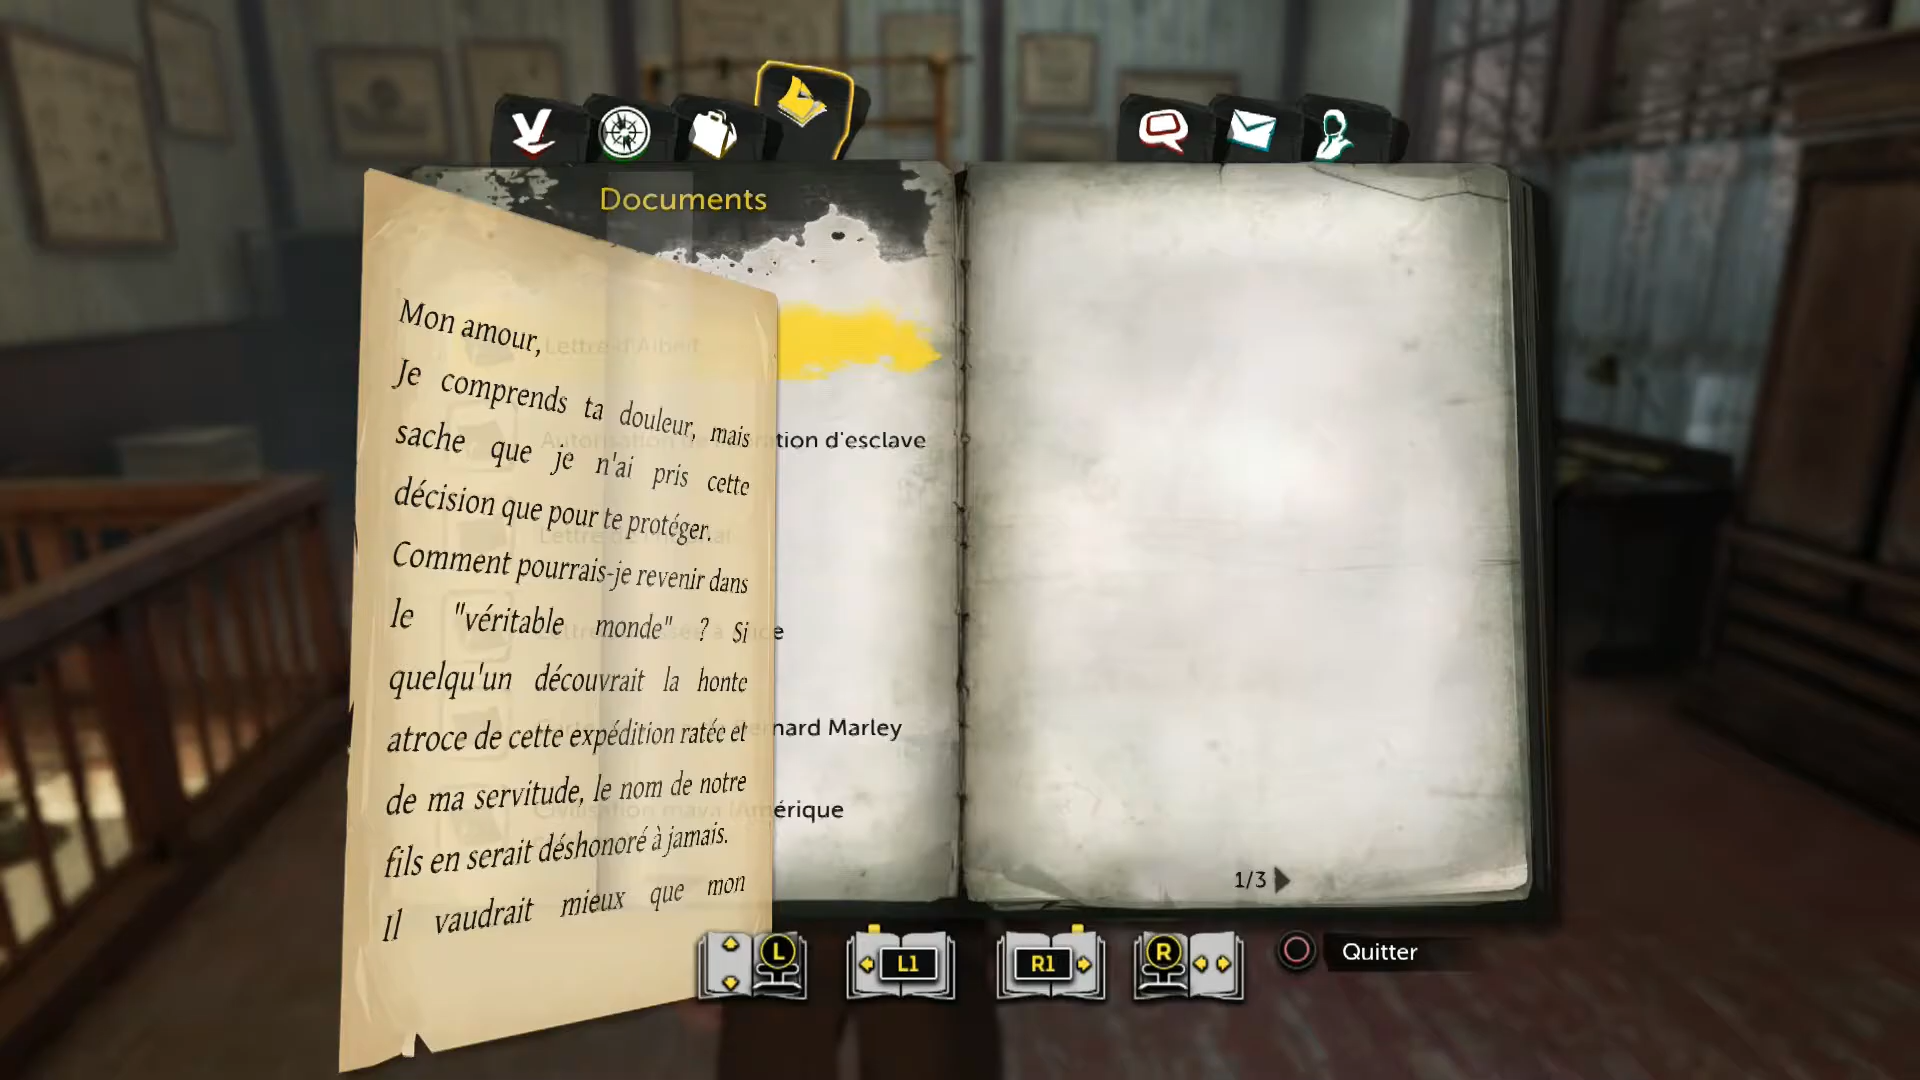 Documents
Mon amour,
Je comprends ta douleur, mais
sache que je n'ai pris cette
décision que pour te protéger.
Comment pourrais-je revenir dans
le "véritable monde" ? Si
quelqu'un découvrait la honte
atroce de cette expédition ratée et
de ma servitude, le nom de notre
fils en serait déshonoré à jamais.
Il vaudrait mieux que mon
Lettre d'Albert
d'esclave
Marley
1/3
L
L1
R1
R
Quitter